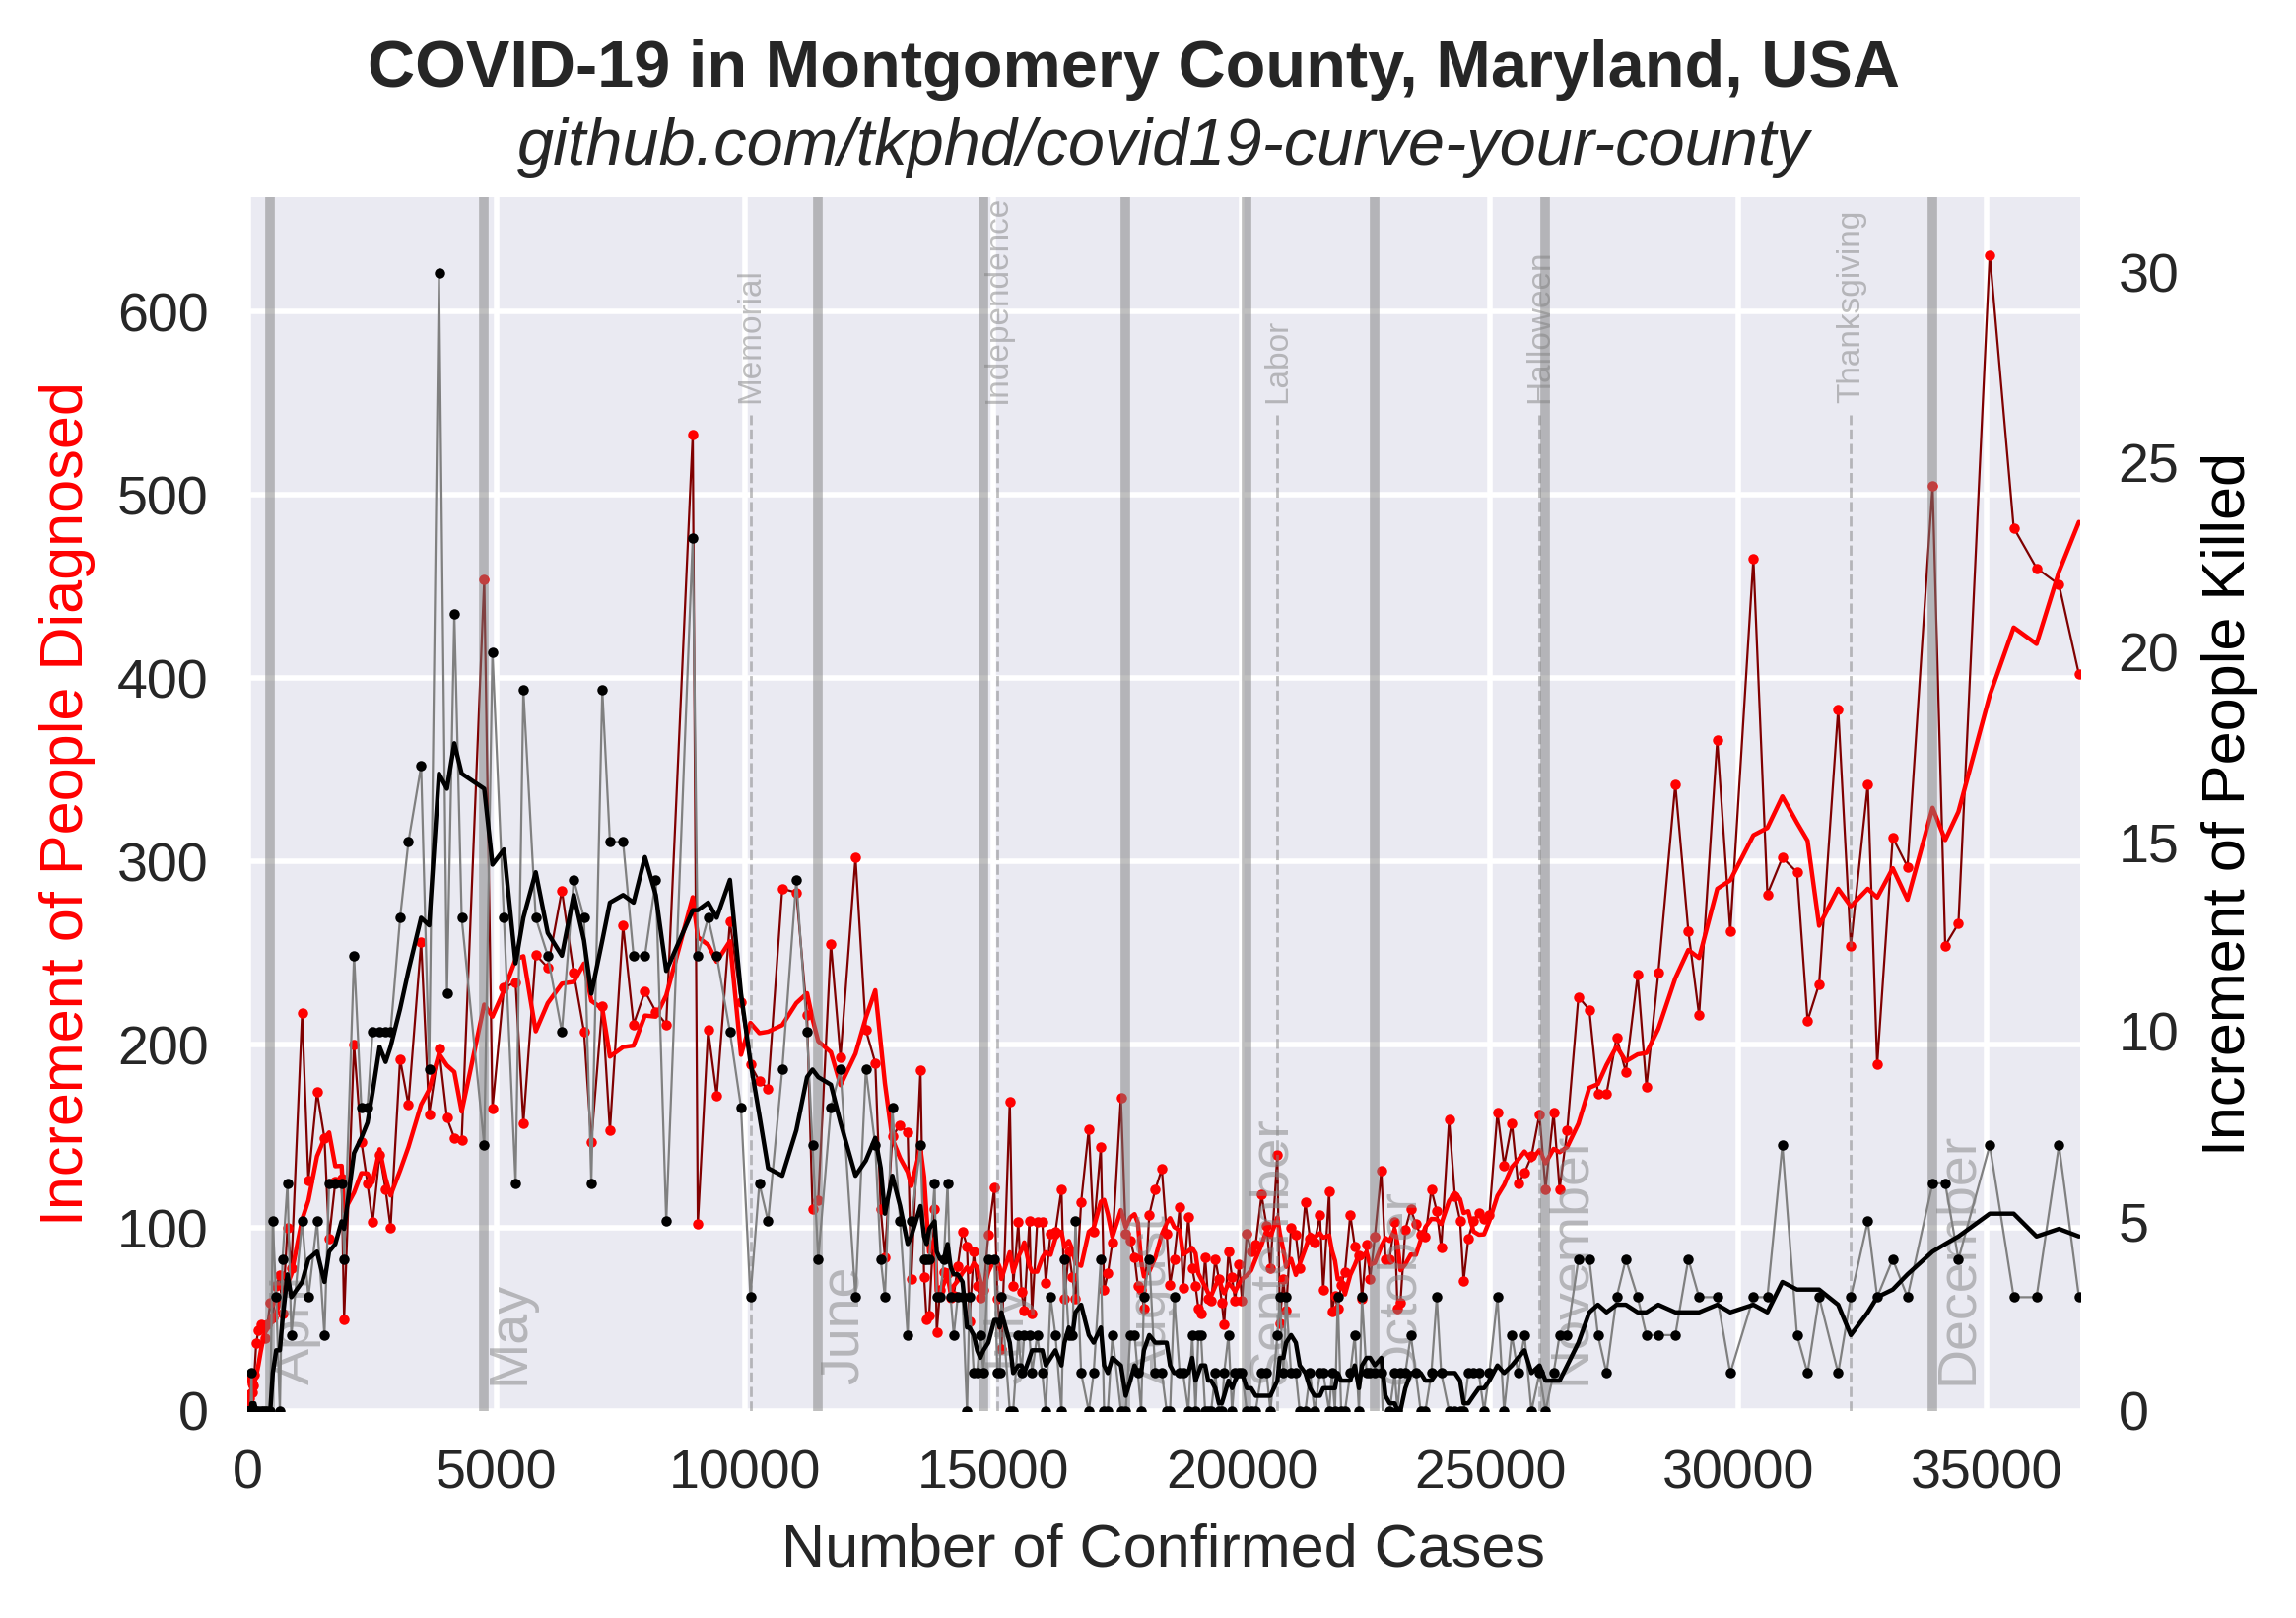 COVID-19 in Montgomery County, Maryland, USA
github.com/tkphd/covid19-curve-your-county
Increment of People Diagnosed
600
500
400
300
200
100
0
Memorial
Independence
Labor
Halloween
Thanksgiving
April
May
June
July
August
September
October
November
December
30
25
20
15
10
5
0
Increment of People Killed
0 5000 10000 15000 20000 25000 30000 35000
Number of Confirmed Cases